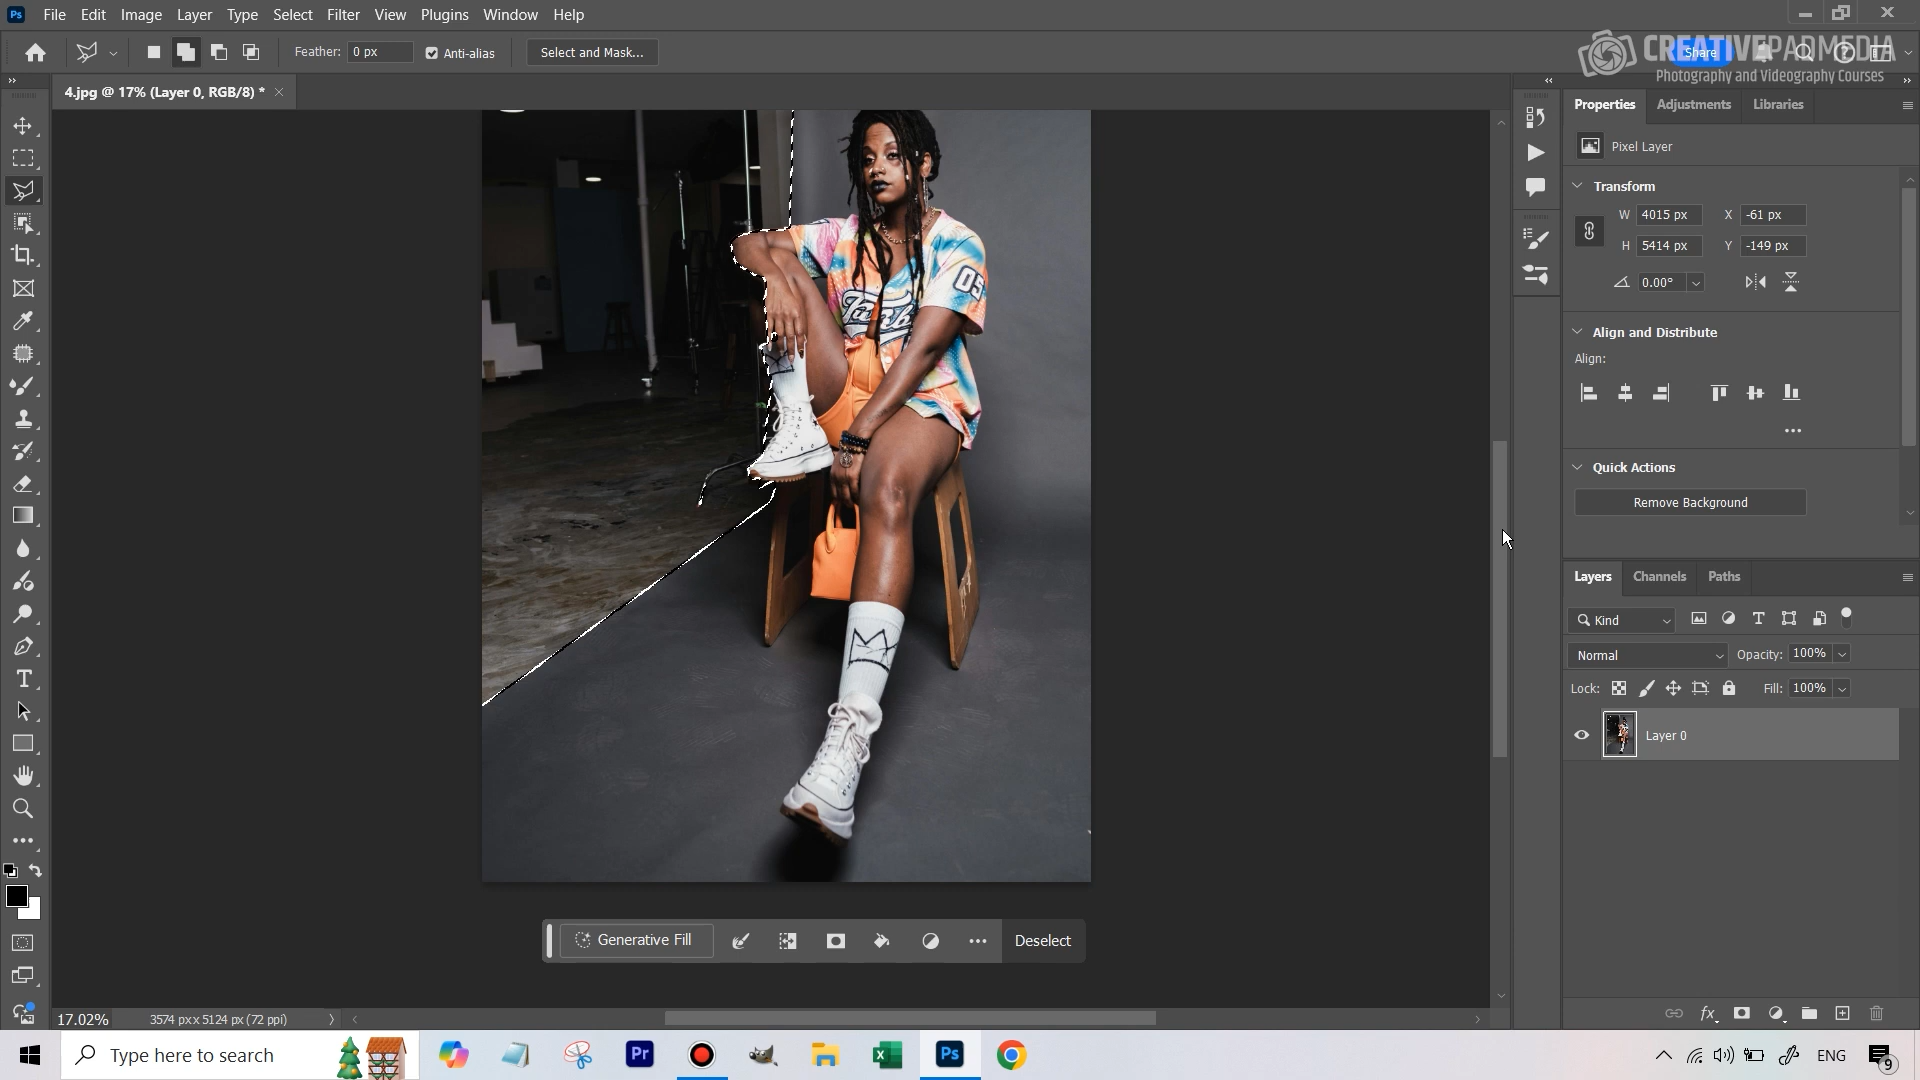 File Edit Image Layer Type Select Filter View Plugins Window Help
Feather: 0 px Anti-alias Select and Mask... Share
CREATIVEPADMEDIA
Photography and Videography Courses
4.jpg @ 17% (Layer 0, RGB/8) *
Properties Adjustments Libraries
Pixel Layer
Transform
W 4015 px X -61 px
H 5414 px Y -149 px
0.00°
Align and Distribute
Align:
Quick Actions
Remove Background
05
Layers Channels Paths
Kind
Normal Opacity: 100%
Lock: Fill: 100%
Layer 0
Generative Fill Deselect
17.02% 3574 px x 5124 px (72 ppi)
Type here to search
ENG
9